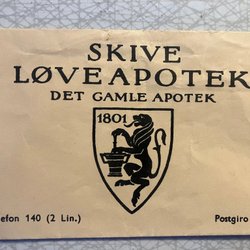 SKIVE
LØVEAPOTEK
DET GAMLE APOTEK
1801
efon 140 (2 Lin.) Postgiro